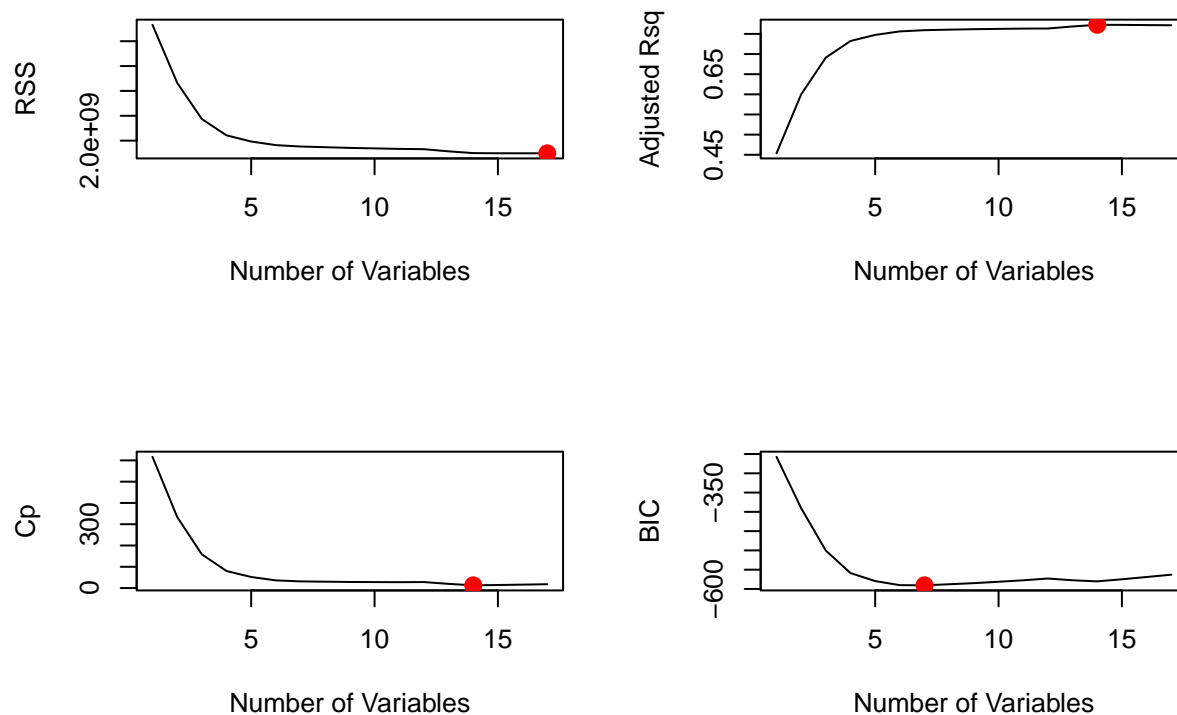 RSS
2.0e+09
5
10
15
Number of Variables
Adjusted Rsq
0.45
0.65
5
10
15
Number of Variables
Cp
0
300
5
10
15
Number of Variables
BIC
−600
−350
5
10
15
Number of Variables